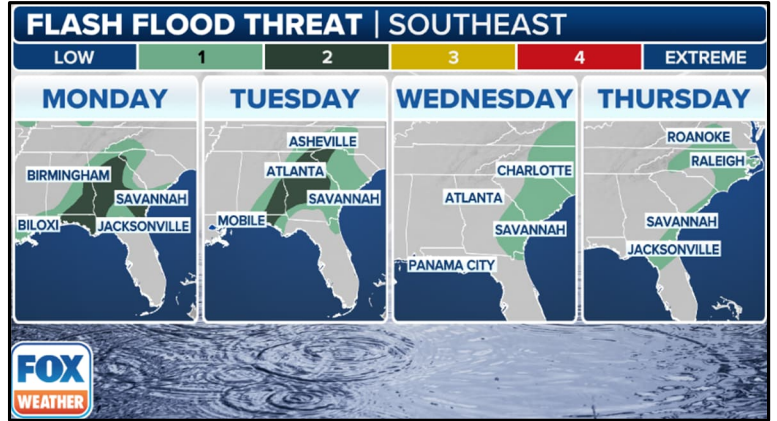 FLASH FLOOD THREAT | SOUTHEAST
LOW 1 2 3 4 EXTREME
MONDAY
BIRMINGHAM
SAVANNAH
BILOXI
JACKSONVILLE
TUESDAY
ASHEVILLE
ATLANTA
SAVANNAH
MOBILE
WEDNESDAY
CHARLOTTE
ATLANTA
SAVANNAH
PANAMA CITY
THURSDAY
ROANOKE
RALEIGH
SAVANNAH
JACKSONVILLE
FOX
WEATHER